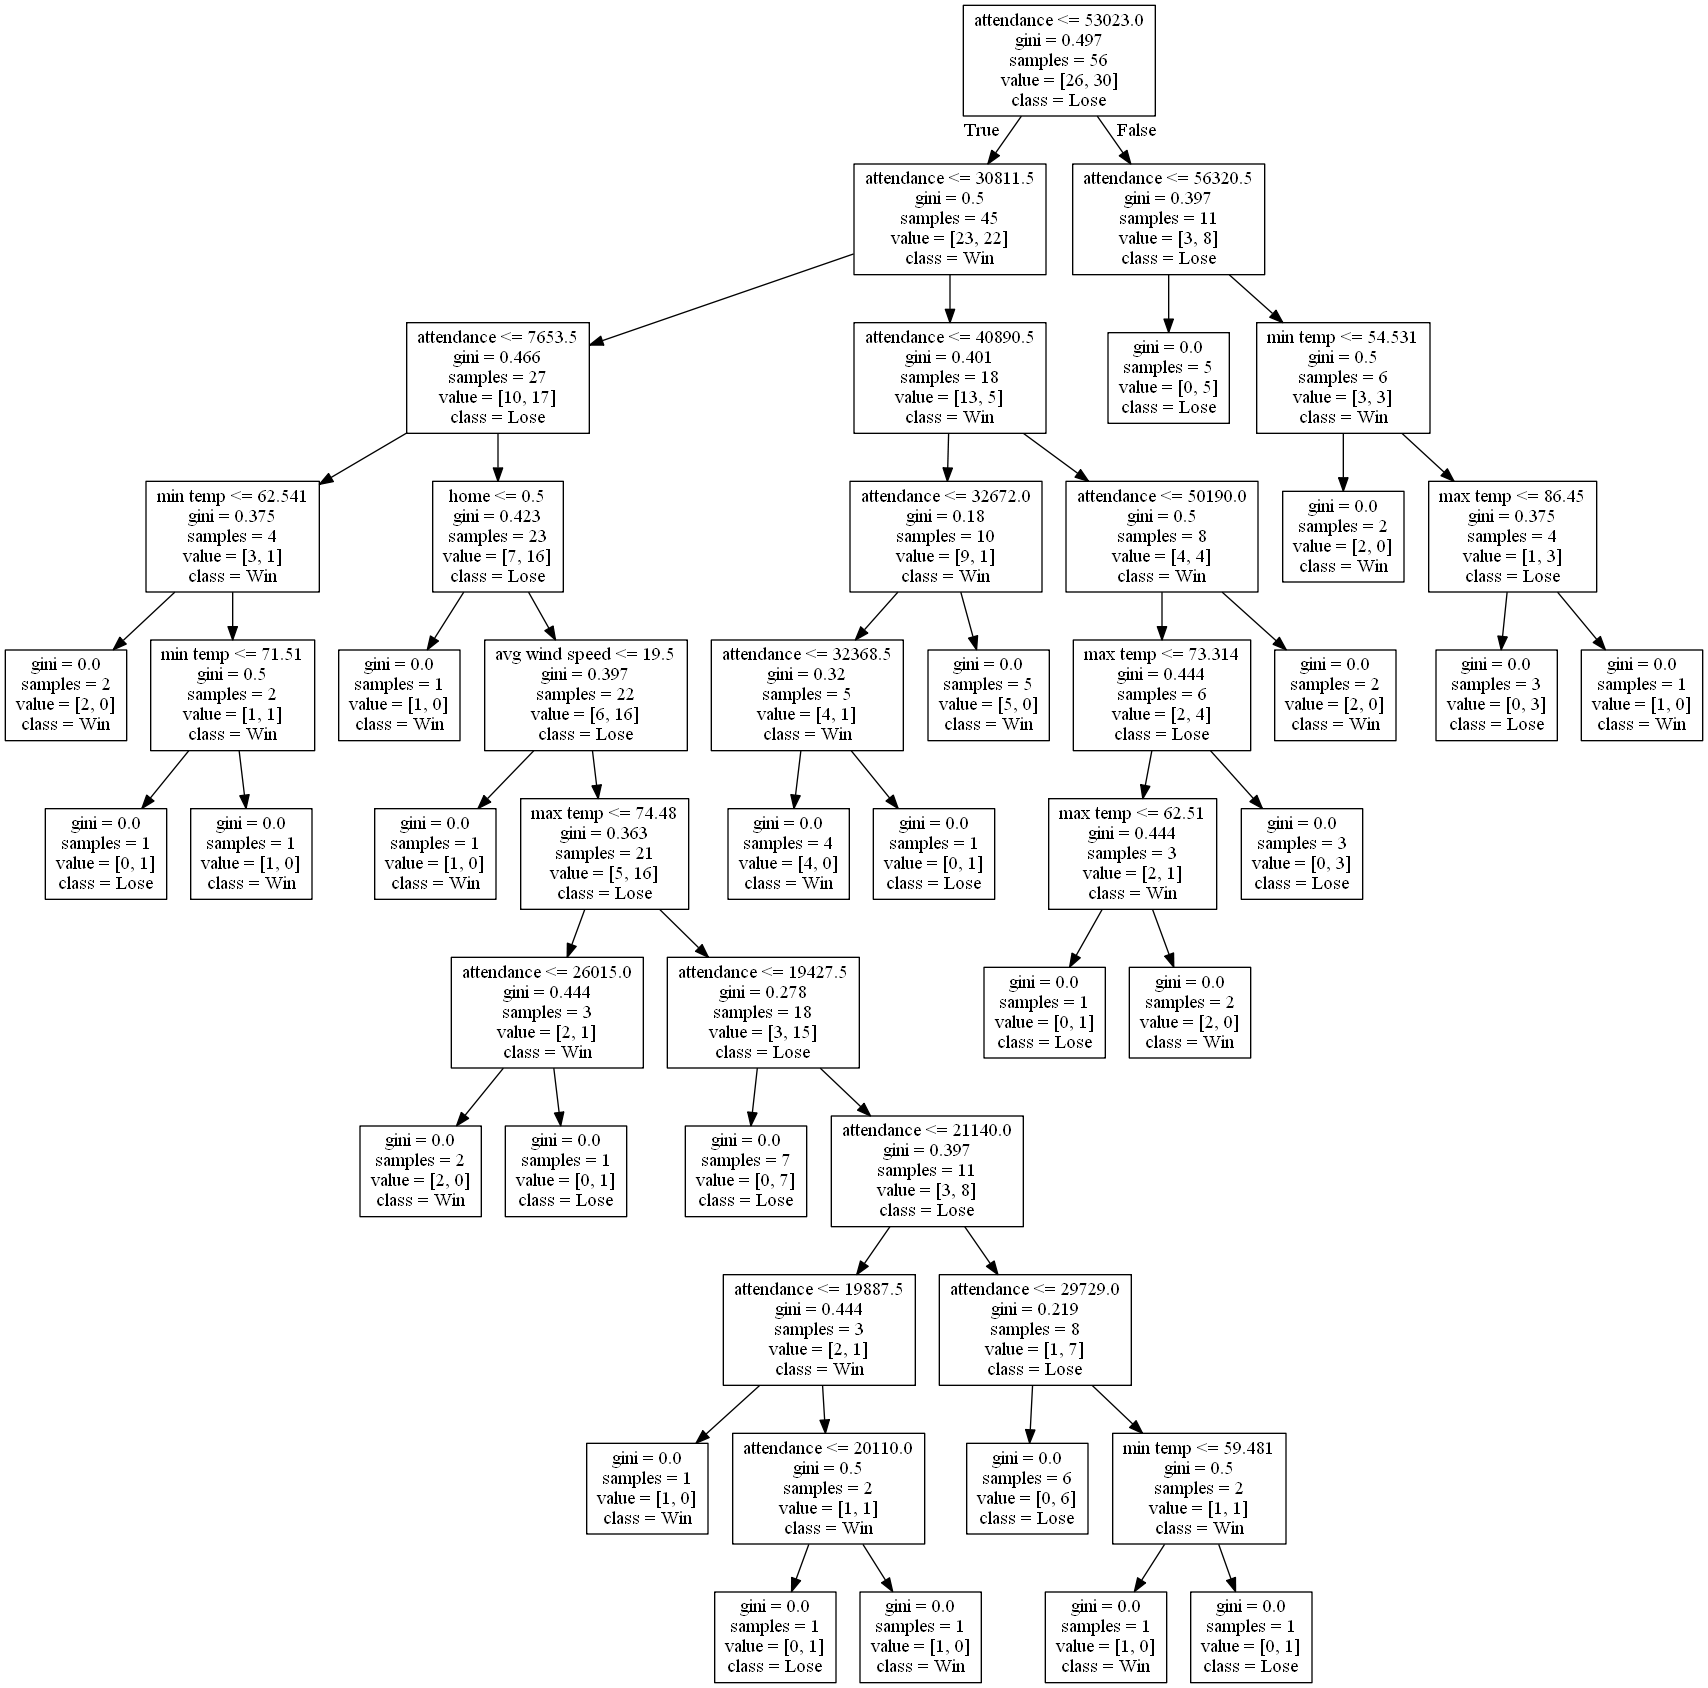 attendance <= 53023.0
gini = 0.497
samples = 56
value = [26, 30]
class = Lose
True
False
attendance <= 30811.5
gini = 0.5
samples = 45
value = [23, 22]
class = Win
attendance <= 56320.5
gini = 0.397
samples = 11
value = [3, 8]
class = Lose
attendance <= 7653.5
gini = 0.466
samples = 27
value = [10, 17]
class = Lose
attendance <= 40890.5
gini = 0.401
samples = 18
value = [13, 5]
class = Win
gini = 0.0
samples = 5
value = [0, 5]
class = Lose
min temp <= 54.531
gini = 0.5
samples = 6
value = [3, 3]
class = Win
min temp <= 62.541
gini = 0.375
samples = 4
value = [3, 1]
class = Win
home <= 0.5
gini = 0.423
samples = 23
value = [7, 16]
class = Lose
attendance <= 32672.0
gini = 0.18
samples = 10
value = [9, 1]
class = Win
attendance <= 50190.0
gini = 0.5
samples = 8
value = [4, 4]
class = Win
gini = 0.0
samples = 2
value = [2, 0]
class = Win
max temp <= 86.45
gini = 0.375
samples = 4
value = [1, 3]
class = Lose
gini = 0.0
samples = 2
value = [2, 0]
class = Win
min temp <= 71.51
gini = 0.5
samples = 2
value = [1, 1]
class = Win
gini = 0.0
samples = 1
value = [1, 0]
class = Win
avg wind speed <= 19.5
gini = 0.397
samples = 22
value = [6, 16]
class = Lose
attendance <= 32368.5
gini = 0.32
samples = 5
value = [4, 1]
class = Win
gini = 0.0
samples = 5
value = [5, 0]
class = Win
max temp <= 73.314
gini = 0.444
samples = 6
value = [2, 4]
class = Lose
gini = 0.0
samples = 2
value = [2, 0]
class = Win
gini = 0.0
samples = 3
value = [0, 3]
class = Lose
gini = 0.0
samples = 1
value = [1, 0]
class = Win
gini = 0.0
samples = 1
value = [0, 1]
class = Lose
gini = 0.0
samples = 1
value = [1, 0]
class = Win
gini = 0.0
samples = 1
value = [1, 0]
class = Win
max temp <= 74.48
gini = 0.363
samples = 21
value = [5, 16]
class = Lose
gini = 0.0
samples = 4
value = [4, 0]
class = Win
gini = 0.0
samples = 1
value = [0, 1]
class = Lose
max temp <= 62.51
gini = 0.444
samples = 3
value = [2, 1]
class = Win
gini = 0.0
samples = 3
value = [0, 3]
class = Lose
attendance <= 26015.0
gini = 0.444
samples = 3
value = [2, 1]
class = Win
attendance <= 19427.5
gini = 0.278
samples = 18
value = [3, 15]
class = Lose
gini = 0.0
samples = 1
value = [0, 1]
class = Lose
gini = 0.0
samples = 2
value = [2, 0]
class = Win
gini = 0.0
samples = 2
value = [2, 0]
class = Win
gini = 0.0
samples = 1
value = [0, 1]
class = Lose
gini = 0.0
samples = 7
value = [0, 7]
class = Lose
attendance <= 21140.0
gini = 0.397
samples = 11
value = [3, 8]
class = Lose
attendance <= 19887.5
gini = 0.444
samples = 3
value = [2, 1]
class = Win
attendance <= 29729.0
gini = 0.219
samples = 8
value = [1, 7]
class = Lose
gini = 0.0
samples = 1
value = [1, 0]
class = Win
attendance <= 20110.0
gini = 0.5
samples = 2
value = [1, 1]
class = Win
gini = 0.0
samples = 6
value = [0, 6]
class = Lose
min temp <= 59.481
gini = 0.5
samples = 2
value = [1, 1]
class = Win
gini = 0.0
samples = 1
value = [0, 1]
class = Lose
gini = 0.0
samples = 1
value = [1, 0]
class = Win
gini = 0.0
samples = 1
value = [1, 0]
class = Win
gini = 0.0
samples = 1
value = [0, 1]
class = Lose